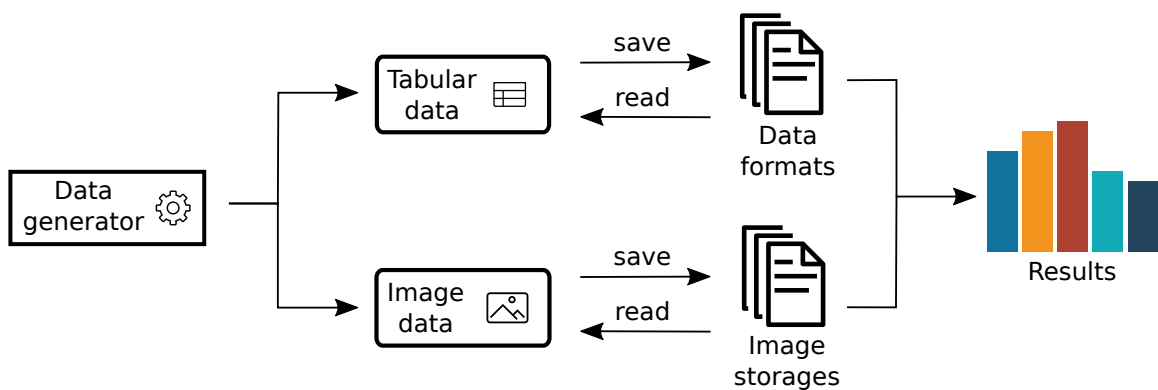 Data
generator
Tabular
data
save
read
Data
formats
Image
data
save
read
Image
storages
Results